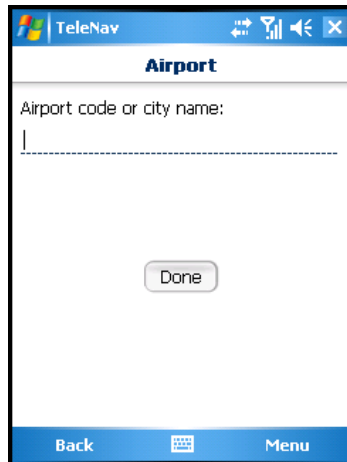 TeleNav
Airport
Airport code or city name:
Done
Back
Menu